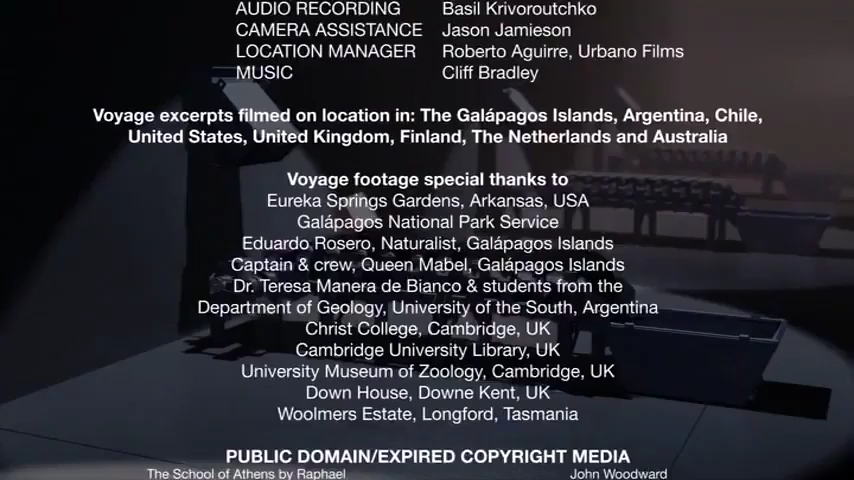 AUDIO RECORDING Basil Krivoroutchko
CAMERA ASSISTANCE Jason Jamieson
LOCATION MANAGER Roberto Aguirre, Urbano Films
MUSIC Cliff Bradley
Voyage excerpts filmed on location in: The Galápagos Islands, Argentina, Chile,
United States, United Kingdom, Finland, The Netherlands and Australia
Voyage footage special thanks to
Eureka Springs Gardens, Arkansas, USA
Galápagos National Park Service
Eduardo Rosero, Naturalist, Galápagos Islands
Captain & crew, Queen Mabel, Galápagos Islands
Dr. Teresa Manera de Bianco & students from the
Department of Geology, University of the South, Argentina
Christ College, Cambridge, UK
Cambridge University Library, UK
University Museum of Zoology, Cambridge, UK
Down House, Downe Kent, UK
Woolmers Estate, Longford, Tasmania
PUBLIC DOMAIN/EXPIRED COPYRIGHT MEDIA
The School of Athens by Raphael John Woodward